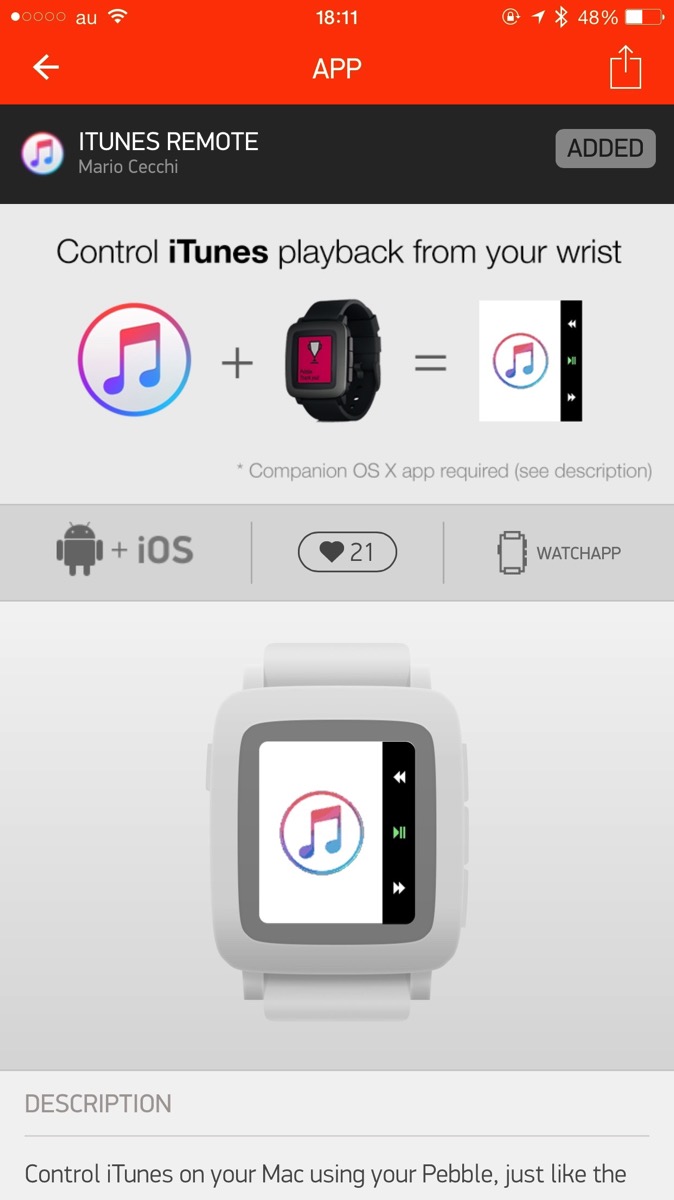 au 18:11 48%
APP
ITUNES REMOTE
Mario Cecchi
ADDED
Control iTunes playback from your wrist
+ =
* Companion OS X app required (see description)
+ iOS 21 WATCHAPP
DESCRIPTION
Control iTunes on your Mac using your Pebble, just like the